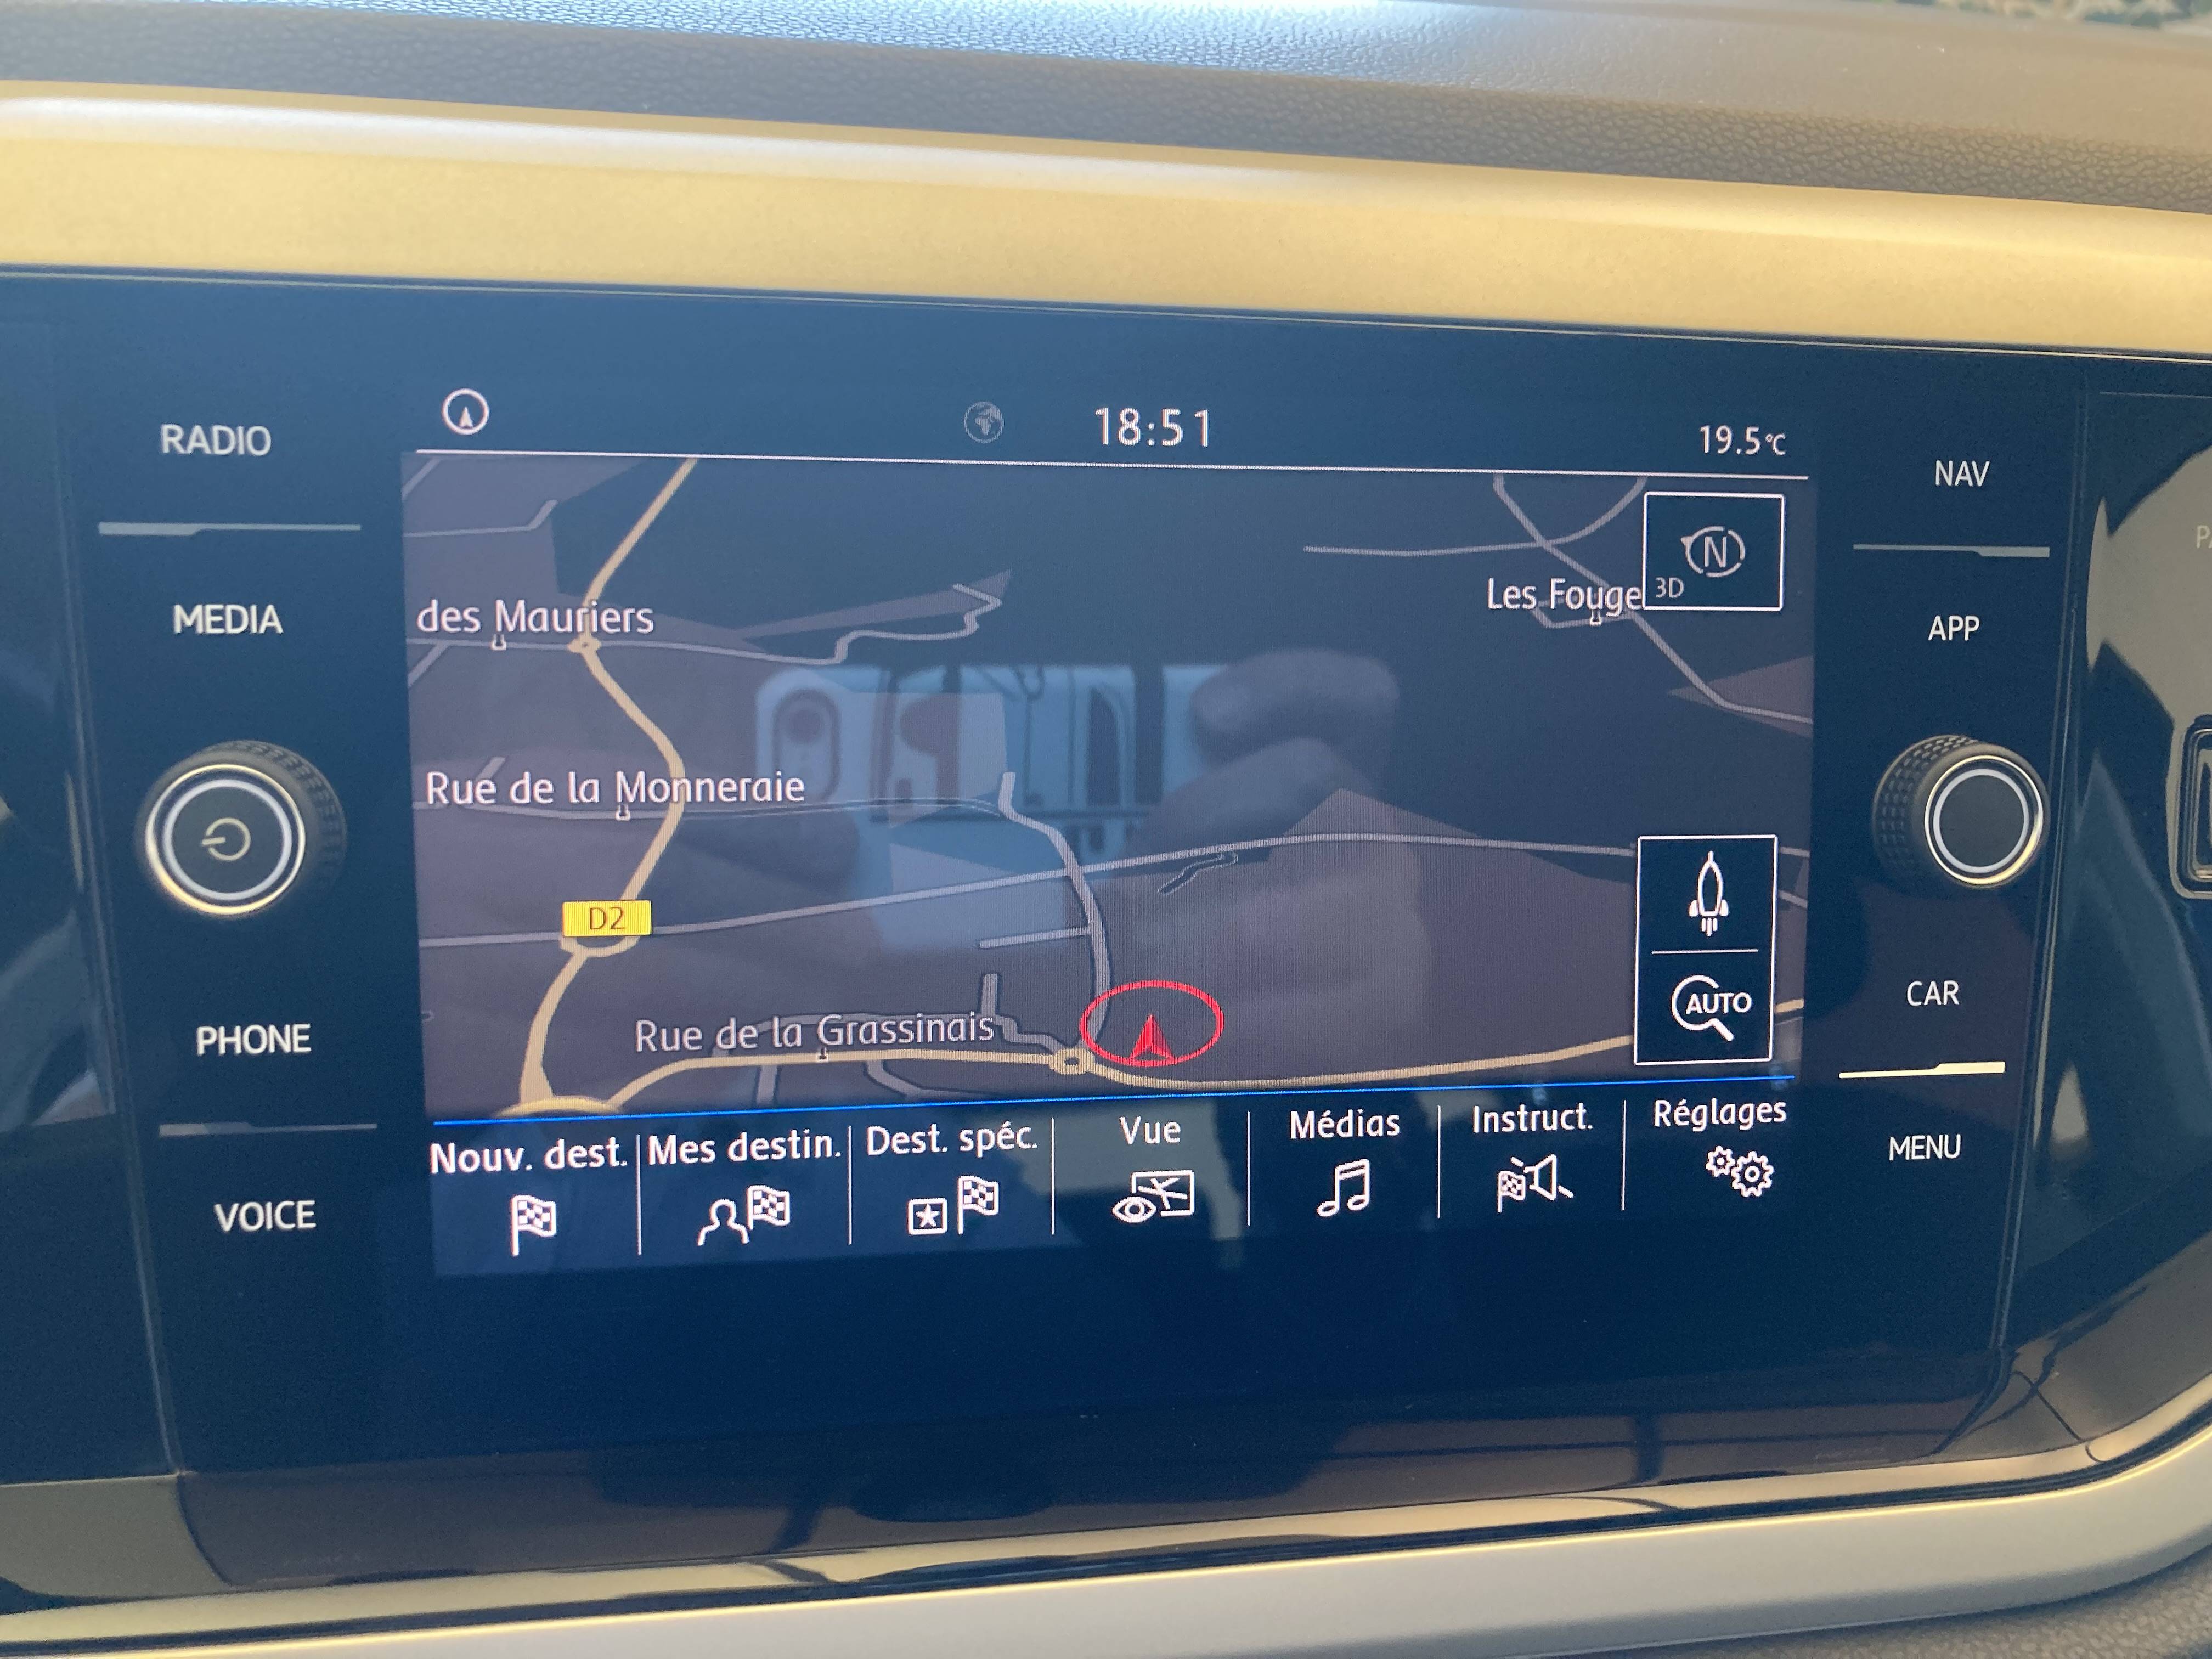 RADIO
MEDIA
PHONE
VOICE
18:51
19.5°C
des Mauriers
Les Fouge
N
3D
Rue de la Monneraie
D2
Rue de la Grassinais
AUTO
Nouv. dest.
Mes destin.
Dest. spéc.
Vue
Médias
Instruct.
Réglages
NAV
APP
CAR
MENU